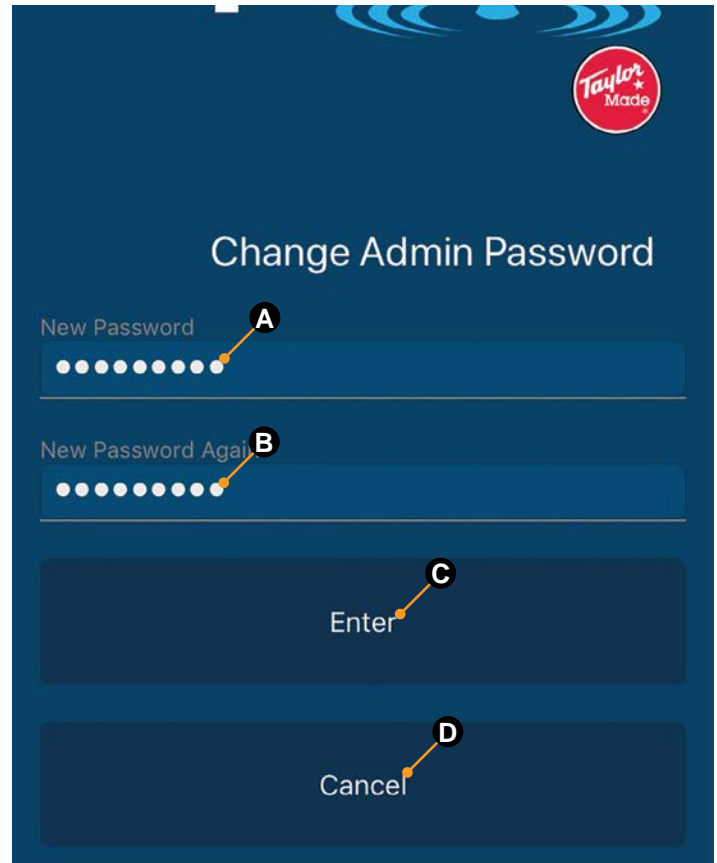 Taylor
Made
Change Admin Password
New Password
A
●●●●●●●●●
New Password Again
B
●●●●●●●●●
C
Enter
D
Cancel